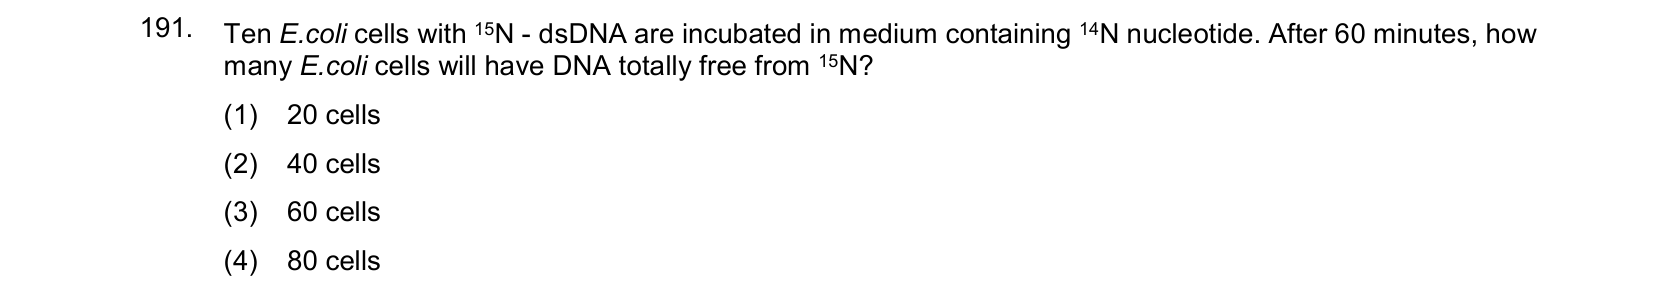 191. Ten E.coli cells with ¹⁵N - dsDNA are incubated in medium containing ¹⁴N nucleotide. After 60 minutes, how
many E.coli cells will have DNA totally free from ¹⁵N?
(1) 20 cells
(2) 40 cells
(3) 60 cells
(4) 80 cells